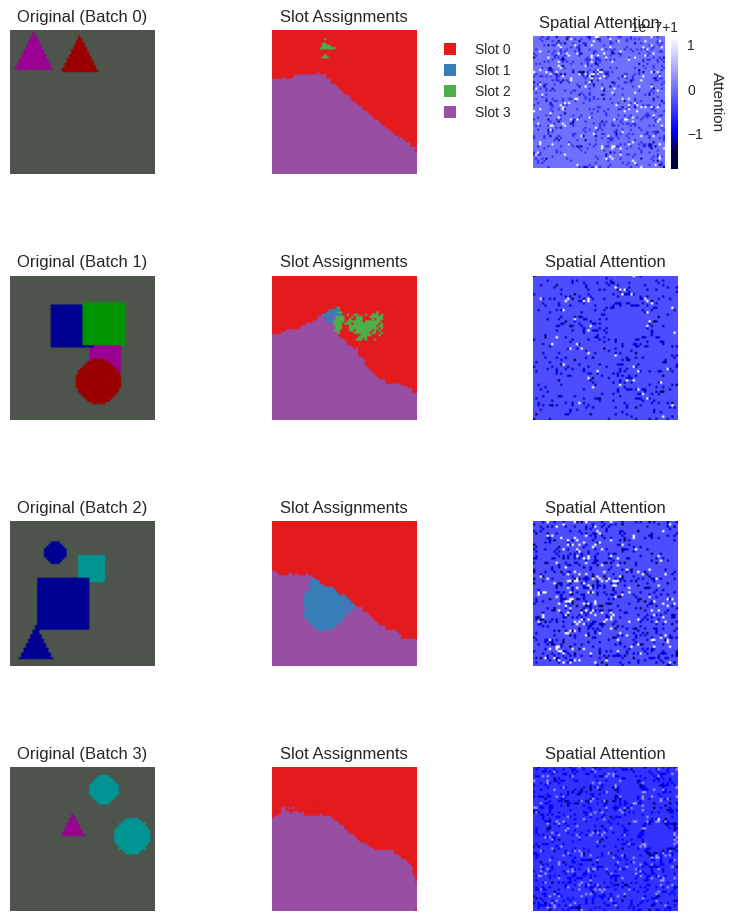 Original (Batch 0)
Slot Assignments
Slot 0
Slot 1
Slot 2
Slot 3
Spatial Attention
1e−7+1
1
0
−1
Attention
Original (Batch 1)
Slot Assignments
Spatial Attention
Original (Batch 2)
Slot Assignments
Spatial Attention
Original (Batch 3)
Slot Assignments
Spatial Attention